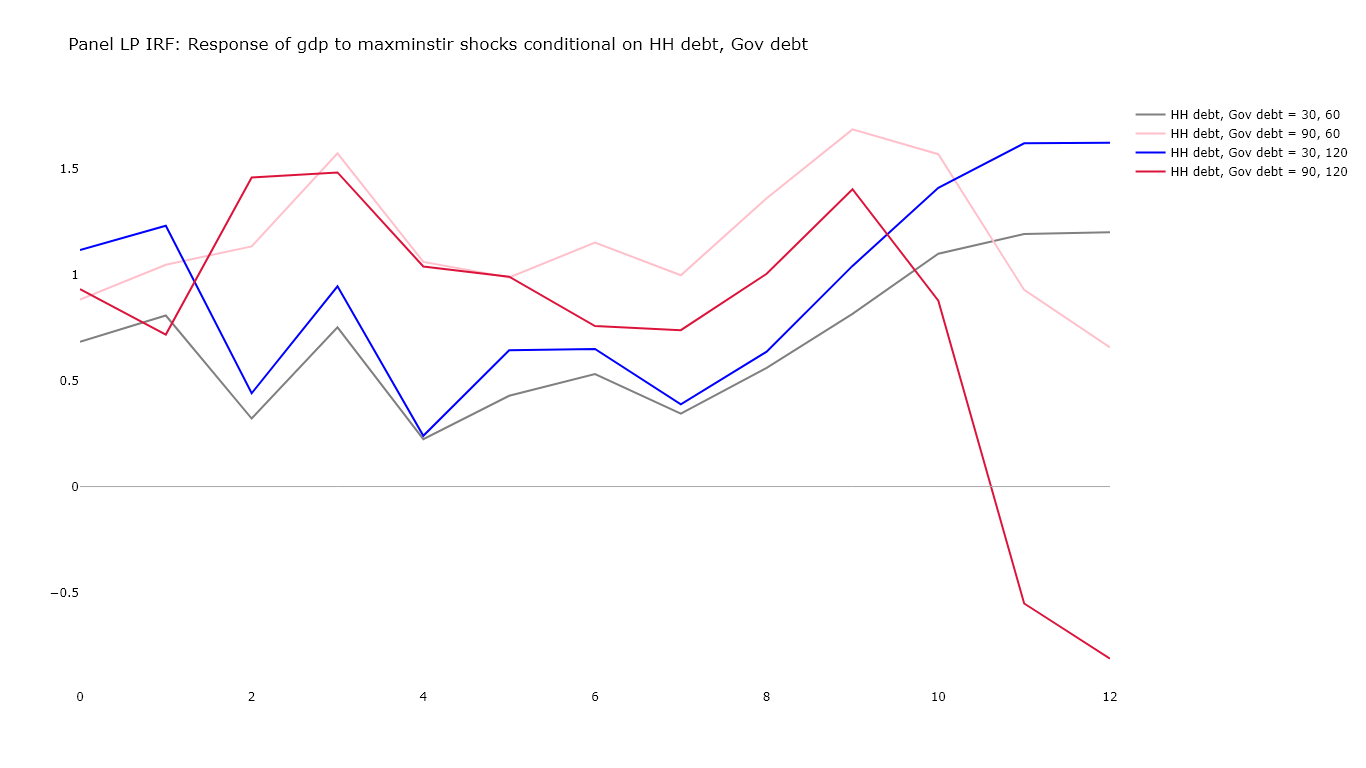 Panel LP IRF: Response of gdp to maxminstir shocks conditional on HH debt, Gov debt
HH debt, Gov debt = 30, 60
HH debt, Gov debt = 90, 60
HH debt, Gov debt = 30, 120
HH debt, Gov debt = 90, 120
1.5
1
0.5
0
−0.5
0 2 4 6 8 10 12